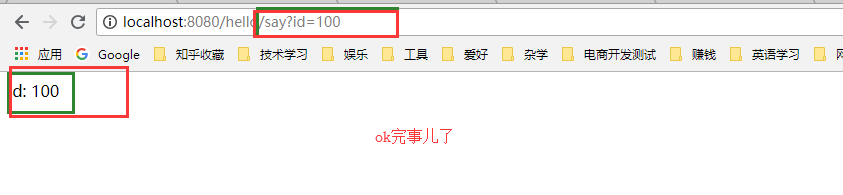 localhost:8080/hello/say?id=100
应用 Google 知乎收藏 技术学习 娱乐 工具 爱好 杂学 电商开发测试 赚钱 英语学习
d: 100
ok完事儿了